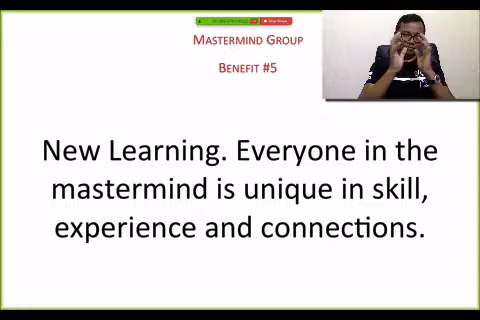 MASTERMIND GROUP
BENEFIT #5
New Learning. Everyone in the
mastermind is unique in skill,
experience and connections.